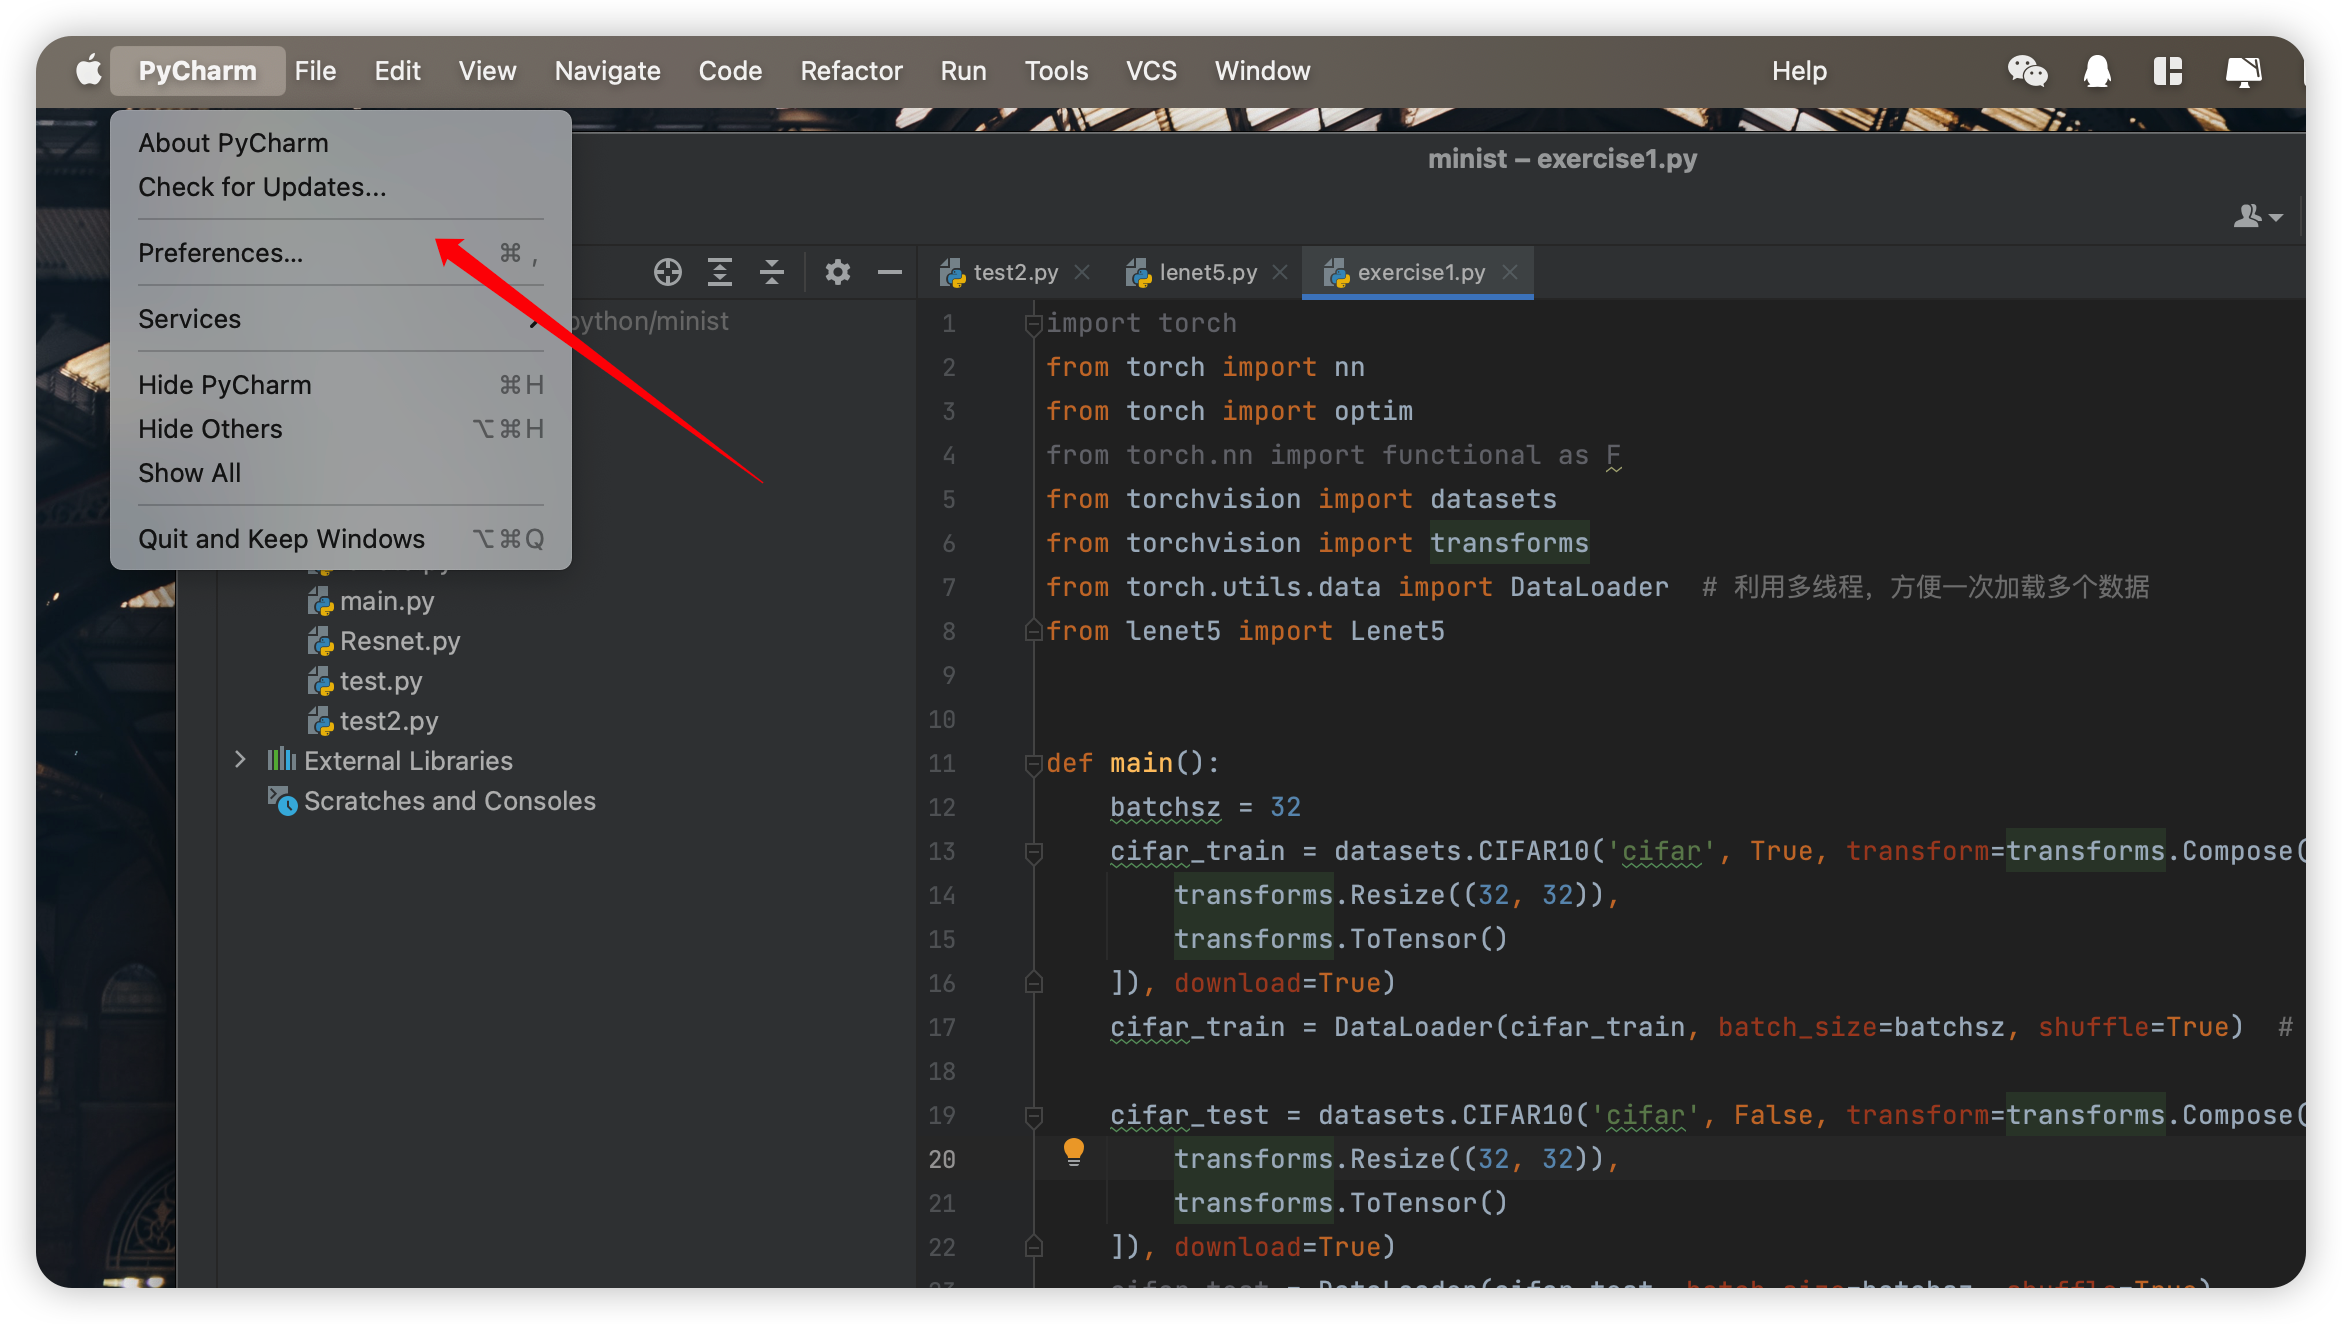 PyCharm File Edit View Navigate Code Refactor Run Tools VCS Window Help
About PyCharm
Check for Updates...
Preferences... ⌘ ,
Services
Hide PyCharm ⌘H
Hide Others ⌥⌘H
Show All
Quit and Keep Windows ⌥⌘Q
minist – exercise1.py
python/minist
main.py
Resnet.py
test.py
test2.py
External Libraries
Scratches and Consoles
test2.py lenet5.py exercise1.py
1 import torch
2 from torch import nn
3 from torch import optim
4 from torch.nn import functional as F
5 from torchvision import datasets
6 from torchvision import transforms
7 from torch.utils.data import DataLoader # 利用多线程，方便一次加载多个数据
8 from lenet5 import Lenet5
9
10
11 def main():
12 batchsz = 32
13 cifar_train = datasets.CIFAR10('cifar', True, transform=transforms.Compose(
14 transforms.Resize((32, 32)),
15 transforms.ToTensor()
16 ]), download=True)
17 cifar_train = DataLoader(cifar_train, batch_size=batchsz, shuffle=True) #
18
19 cifar_test = datasets.CIFAR10('cifar', False, transform=transforms.Compose(
20 transforms.Resize((32, 32)),
21 transforms.ToTensor()
22 ]), download=True)
23 cifar_test = DataLoader(cifar_test, batch_size=batchsz, shuffle=True)